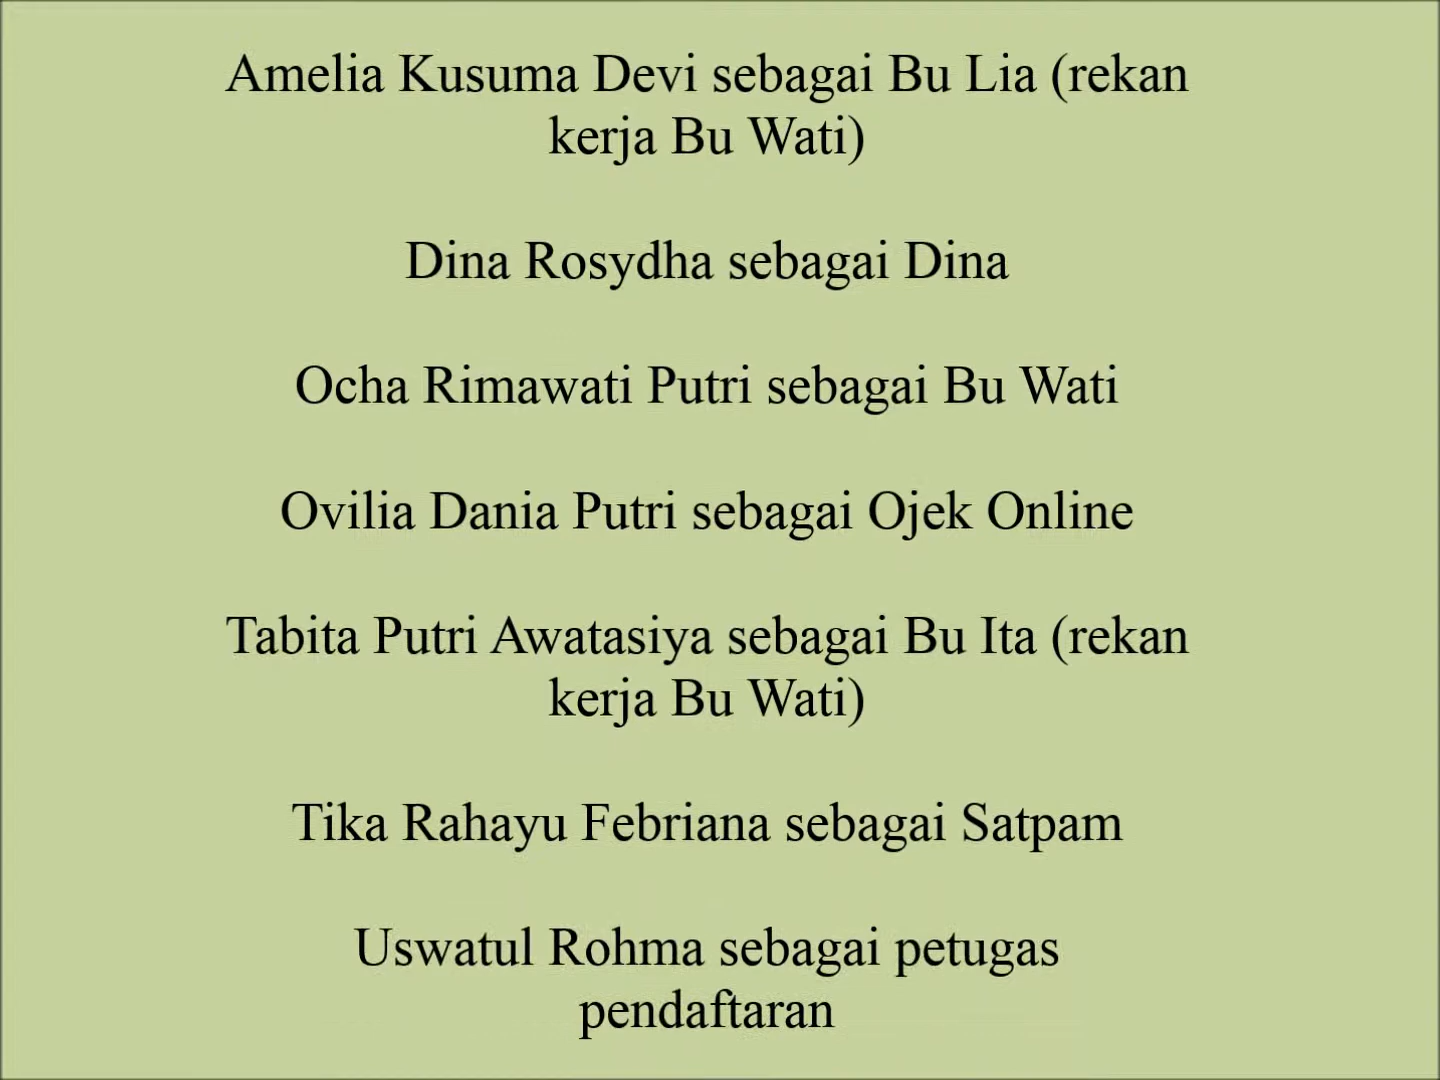 Amelia Kusuma Devi sebagai Bu Lia (rekan
kerja Bu Wati)
Dina Rosydha sebagai Dina
Ocha Rimawati Putri sebagai Bu Wati
Ovilia Dania Putri sebagai Ojek Online
Tabita Putri Awatasiya sebagai Bu Ita (rekan
kerja Bu Wati)
Tika Rahayu Febriana sebagai Satpam
Uswatul Rohma sebagai petugas
pendaftaran